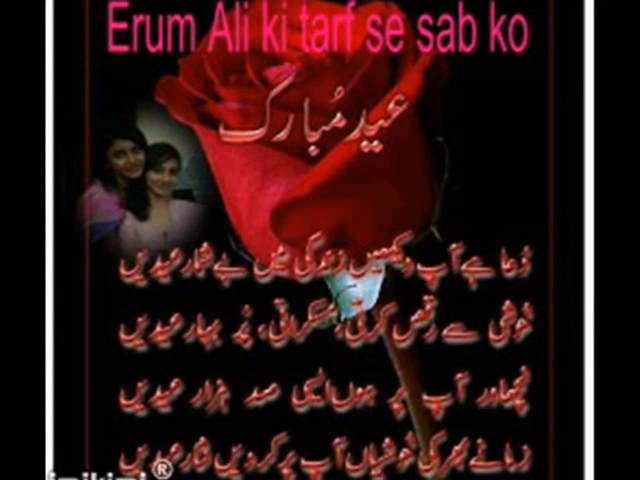 Erum Ali ki tarf se sab ko
عید مُبارک
دُعا ہے آپ دیکھیں زندگی میں بے شمار عیدیں
خوشی سے رقص کرتی، مسکراتی، پُر بہار عیدیں
نچھاور آپ پر ہوں ایسی صد ہزار عیدیں
زمانے بھر کی خوشیاں آپ پر کر دیں نثار عیدیں